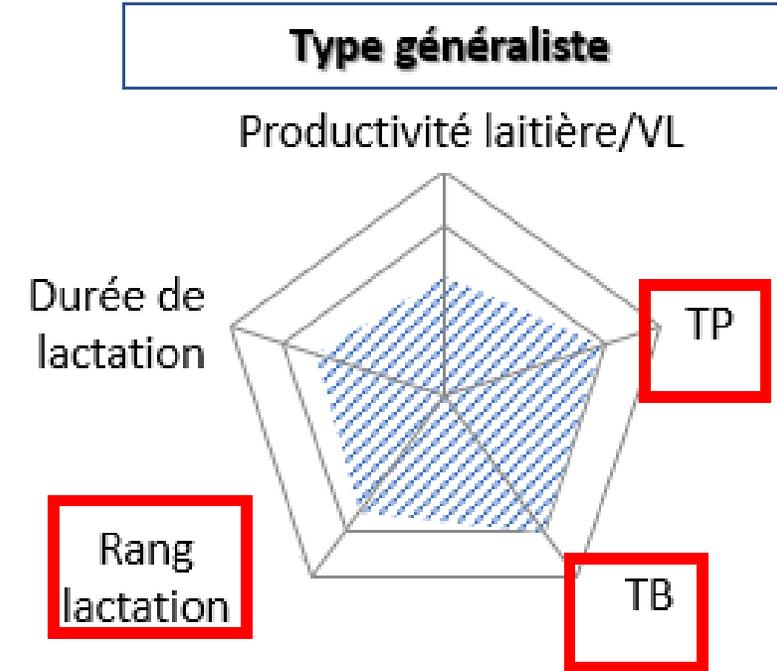 Type généraliste
Productivité laitière/VL
Durée de
lactation
TP
Rang
lactation
TB